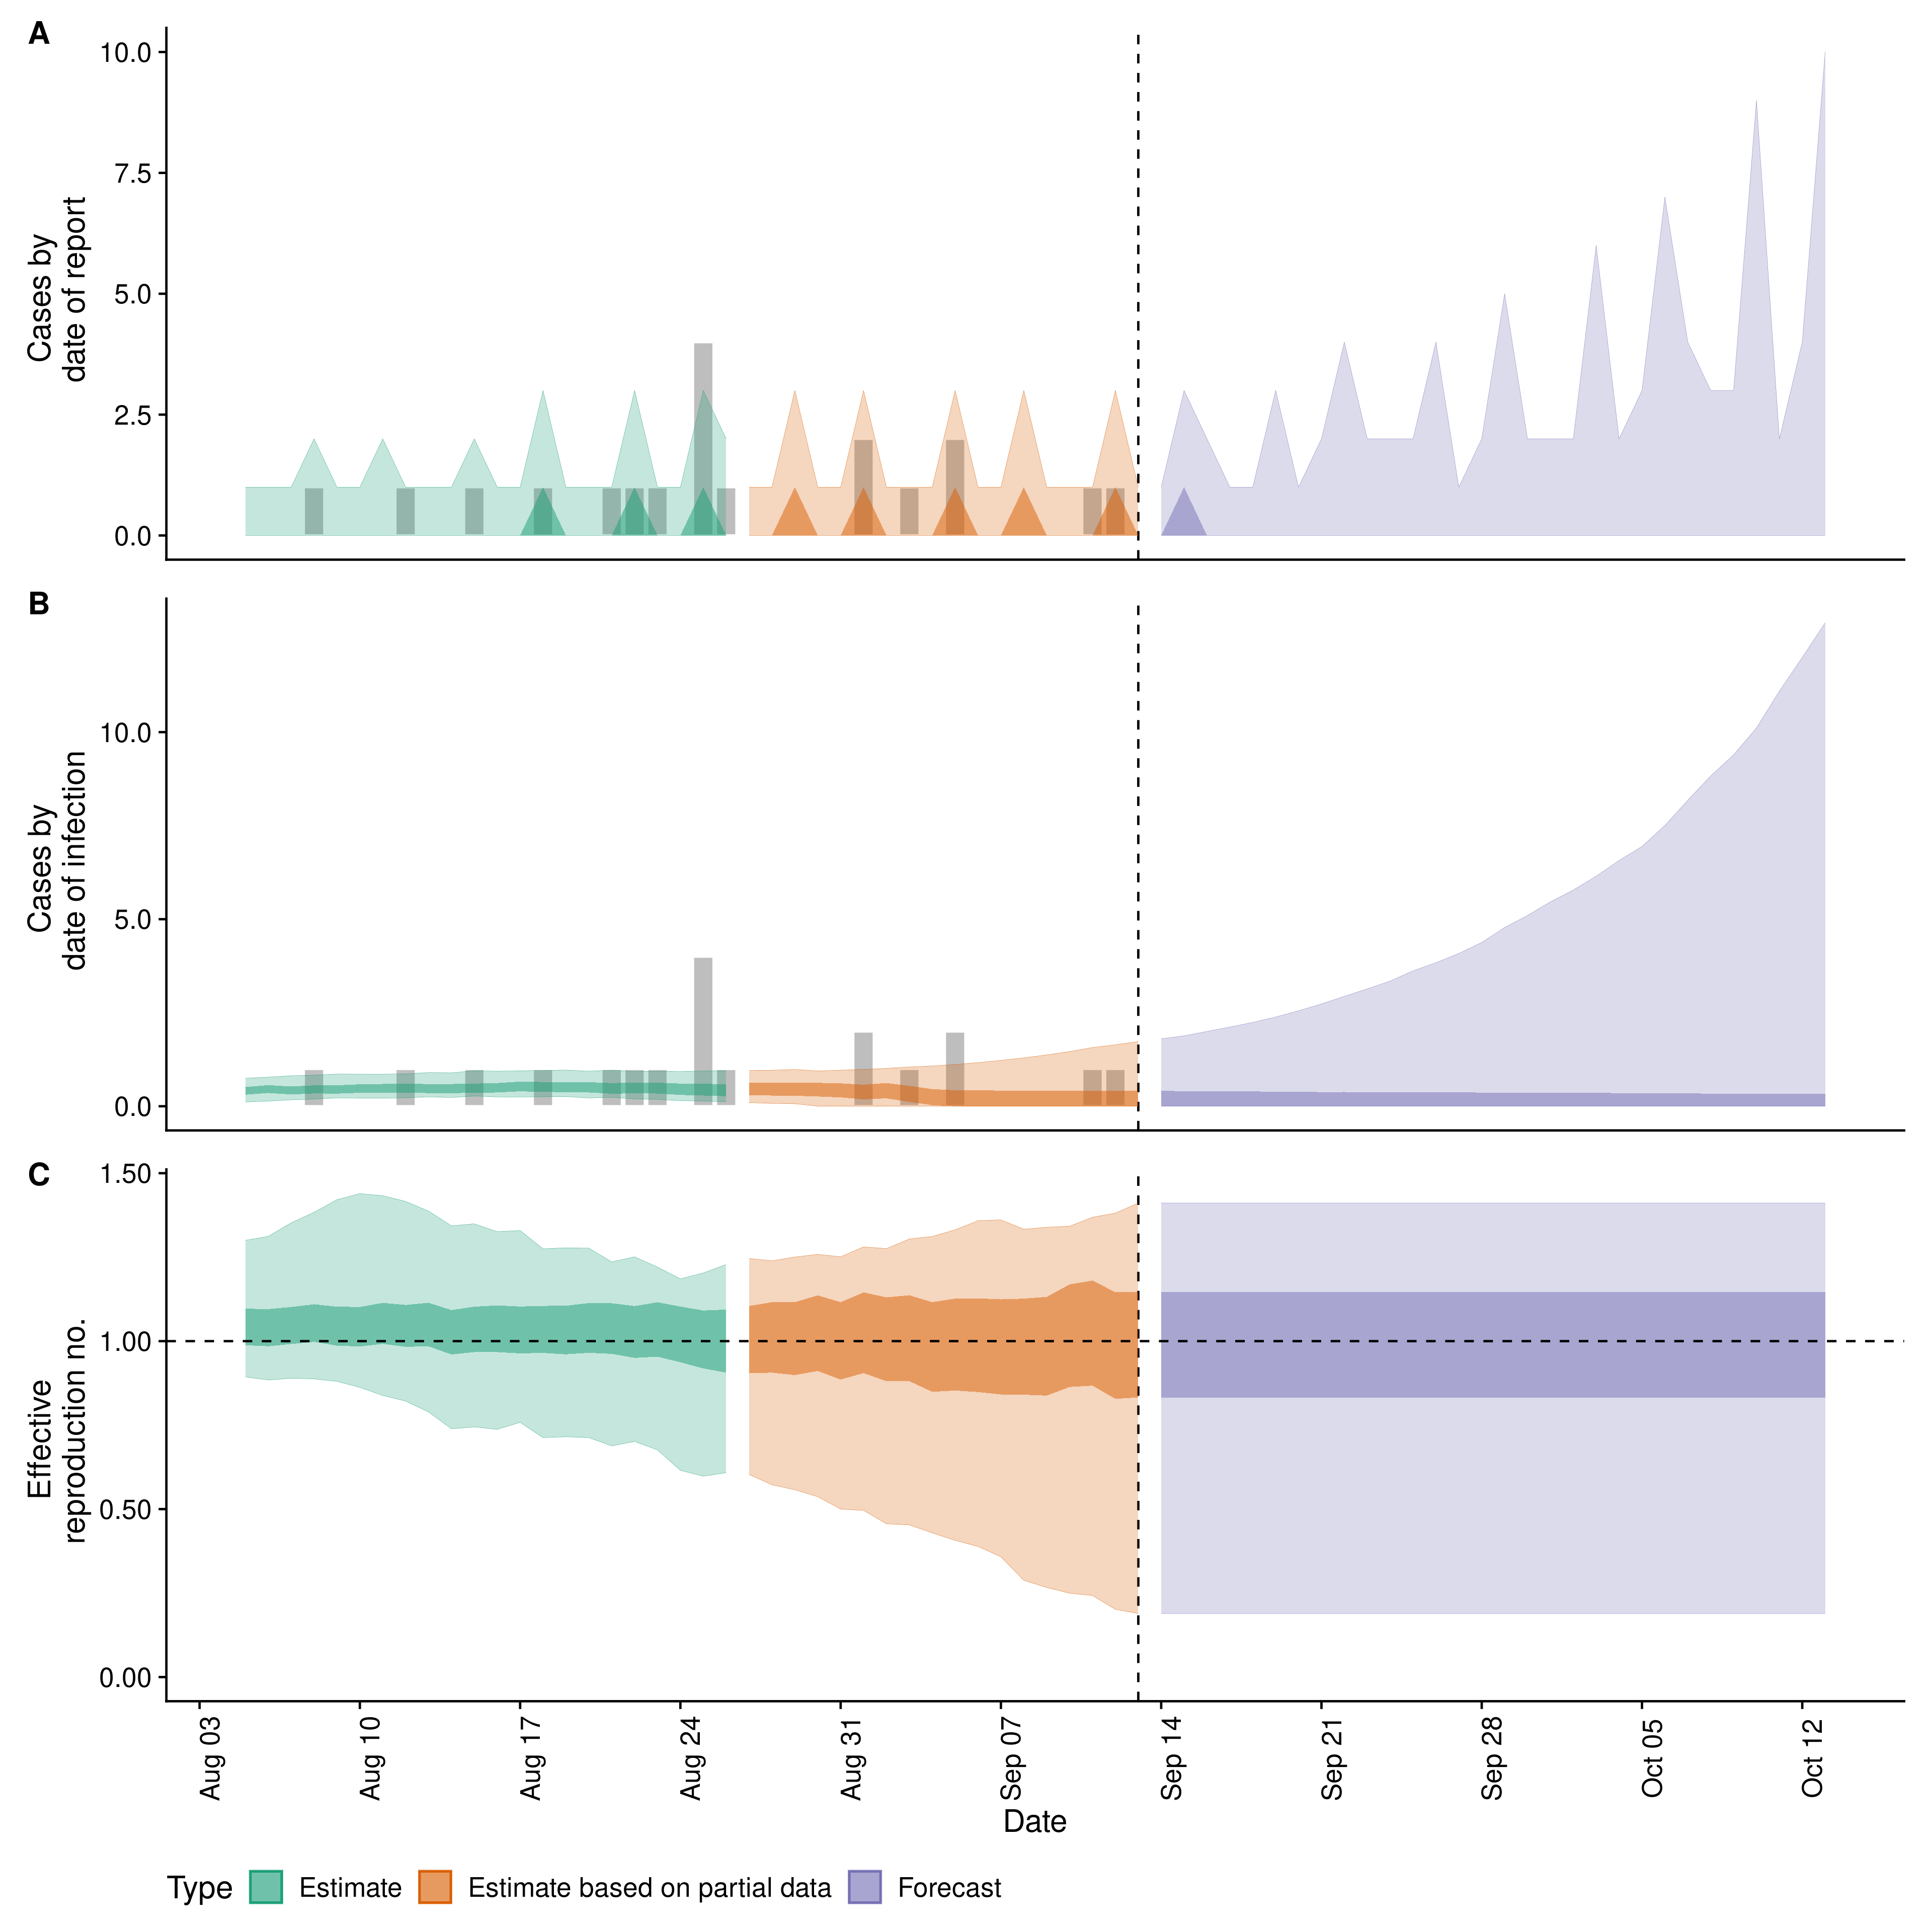 A
Cases by
date of report
10.0
7.5
5.0
2.5
0.0
B
Cases by
date of infection
10.0
5.0
0.0
C
Effective
reproduction no.
1.50
1.00
0.50
0.00
Aug 03
Aug 10
Aug 17
Aug 24
Aug 31
Sep 07
Sep 14
Sep 21
Sep 28
Oct 05
Oct 12
Date
Type Estimate Estimate based on partial data Forecast